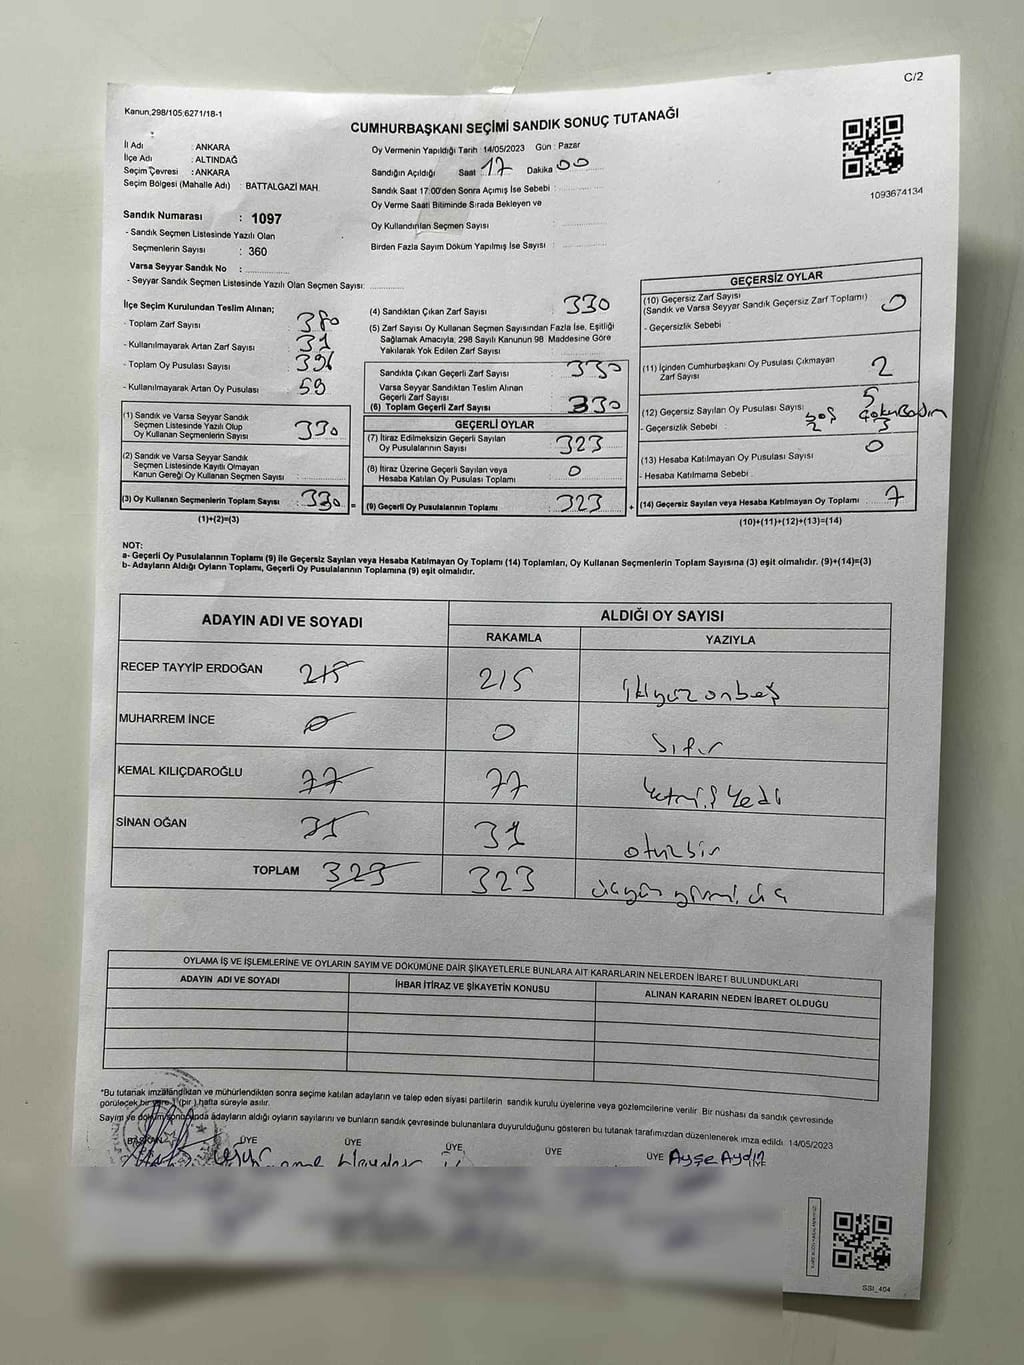 C/2
Kanun;298/105;6271/18-1
CUMHURBAŞKANI SEÇİMİ SANDIK SONUÇ TUTANAĞI
İl Adı : ANKARA
İlçe Adı : ALTINDAĞ
Seçim Çevresi : ANKARA
Seçim Bölgesi (Mahalle Adı) : BATTALGAZİ MAH.
Sandık Numarası : 1097
- Sandık Seçmen Listesinde Yazılı Olan
Seçmenlerin Sayısı : 360
Varsa Seyyar Sandık No :
- Seyyar Sandık Seçmen Listesinde Yazılı Olan Seçmen Sayısı:
Oy Vermenin Yapıldığı Tarih :14/05/2023 Gün : Pazar
Sandığın Açıldığı Saat 17 Dakika 00
Sandık Saat 17:00'den Sonra Açımış İse Sebebi :
Oy Verme Saati Bitiminde Sırada Bekleyen ve
Oy Kullandırılan Seçmen Sayısı :
Birden Fazla Sayım Döküm Yapılmış İse Sayısı :
1093674134
İlçe Seçim Kurulundan Teslim Alınan;
- Toplam Zarf Sayısı : 380
- Kullanılmayarak Artan Zarf Sayısı :
- Toplam Oy Pusulası Sayısı :
- Kullanılmayarak Artan Oy Pusulası : 59
(1) Sandık ve Varsa Seyyar Sandık
Seçmen Listesinde Yazılı Olup
Oy Kullanan Seçmenlerin Sayısı : 330
(2) Sandık ve Varsa Seyyar Sandık
Seçmen Listesinde Kayıtlı Olmayan
Kanun Gereği Oy Kullanan Seçmen Sayısı :
(3) Oy Kullanan Seçmenlerin Toplam Sayısı : 330 =
(1)+(2)=(3)
(4) Sandıktan Çıkan Zarf Sayısı : 330
(5) Zarf Sayısı Oy Kullanan Seçmen Sayısından Fazla İse, Eşitliği
Sağlamak Amacıyla, 298 Sayılı Kanunun 98 Maddesine Göre
Yakılarak Yok Edilen Zarf Sayısı :
Sandıkta Çıkan Geçerli Zarf Sayısı : 330
Varsa Seyyar Sandıktan Teslim Alınan
Geçerli Zarf Sayısı :
(6) Toplam Geçerli Zarf Sayısı : 330
GEÇERLİ OYLAR
(7) İtiraz Edilmeksizin Geçerli Sayılan
Oy Pusulalarının Sayısı : 323
(8) İtiraz Üzerine Geçerli Sayılan veya
Hesaba Katılan Oy Pusulası Toplamı : 0
(9) Geçerli Oy Pusulalarının Toplamı : 323 +
GEÇERSİZ OYLAR
(10) Geçersiz Zarf Sayısı : 0
(Sandık ve Varsa Seyyar Sandık Geçersiz Zarf Toplamı)
- Geçersizlik Sebebi :
(11) İçinden Cumhurbaşkanı Oy Pusulası Çıkmayan
Zarf Sayısı : 2
(12) Geçersiz Sayılan Oy Pusulası Sayısı : 5
- Geçersizlik Sebebi : boş 2 3
(13) Hesaba Katılmayan Oy Pusulası Sayısı : 0
- Hesaba Katılmama Sebebi :
(14) Geçersiz Sayılan veya Hesaba Katılmayan Oy Toplamı : 7
(10)+(11)+(12)+(13)=(14)
NOT:
a- Geçerli Oy Pusulalarının Toplamı (9) ile Geçersiz Sayılan veya Hesaba Katılmayan Oy Toplamı (14) Toplamları, Oy Kullanan Seçmenlerin Toplam Sayısına (3) eşit olmalıdır. (9)+(14)=(3)
b- Adayların Aldığı Oyların Toplamı, Geçerli Oy Pusulalarının Toplamına (9) eşit olmalıdır.
ADAYIN ADI VE SOYADI
ALDIĞI OY SAYISI
RAKAMLA YAZIYLA
RECEP TAYYİP ERDOĞAN 215 215 ikiyüz onbeş
MUHARREM İNCE 0 0 Sıfır
KEMAL KILIÇDAROĞLU 77 77 Yetmiş Yedi
SİNAN OĞAN 31 31 otuzbir
TOPLAM 323 323 üçyüz yirmi üç
OYLAMA İŞ VE İŞLEMLERİNE VE OYLARIN SAYIM VE DÖKÜMÜNE DAİR ŞİKAYETLERLE BUNLARA AİT KARARLARIN NELERDEN İBARET BULUNDUKLARI
ADAYIN ADI VE SOYADI İHBAR İTİRAZ VE ŞİKAYETİN KONUSU ALINAN KARARIN NEDEN İBARET OLDUĞU
*Bu tutanak imzalandıktan ve mühürlendikten sonra seçime katılan adayların ve talep eden siyasi partilerin sandık kurulu üyelerine veya gözlemcilerine verilir. Bir nüshası da sandık çevresinde
görülecek bir yere 1 (bir) hafta süreyle asılır.
Sayım ve döküm sonucunda adayların aldığı oyların sayılarını ve bunların sandık çevresinde bulunanlara duyurulduğunu gösteren bu tutanak tarafımızdan düzenlenerek imza edildi. 14/05/2023
BAŞKAN ÜYE ÜYE ÜYE ÜYE ÜYE Ayşe Aydın ÜYE
SSI_404